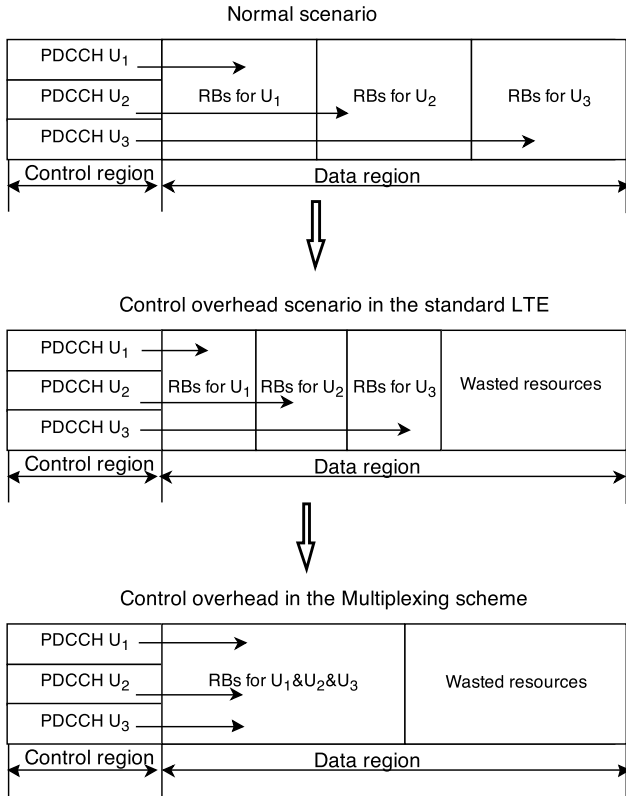 Normal scenario
PDCCH U1
PDCCH U2
PDCCH U3
RBs for U1
RBs for U2
RBs for U3
Control region
Data region
Control overhead scenario in the standard LTE
PDCCH U1
PDCCH U2
PDCCH U3
RBs for U1
RBs for U2
RBs for U3
Wasted resources
Control region
Data region
Control overhead in the Multiplexing scheme
PDCCH U1
PDCCH U2
PDCCH U3
RBs for U1&U2&U3
Wasted resources
Control region
Data region